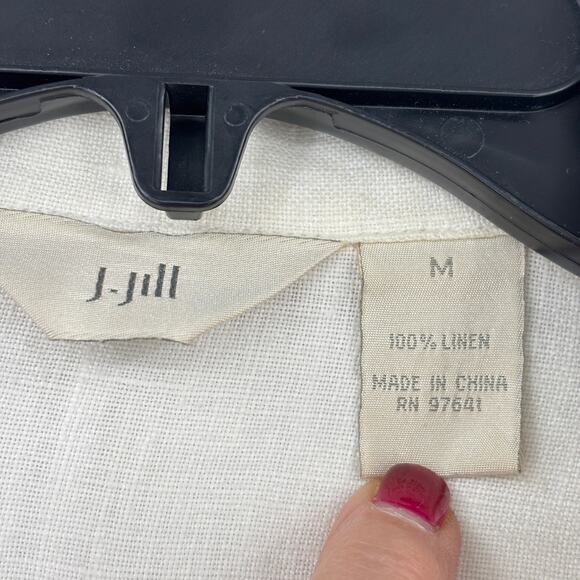 J.Jill
M
100% LINEN
MADE IN CHINA
RN 97641